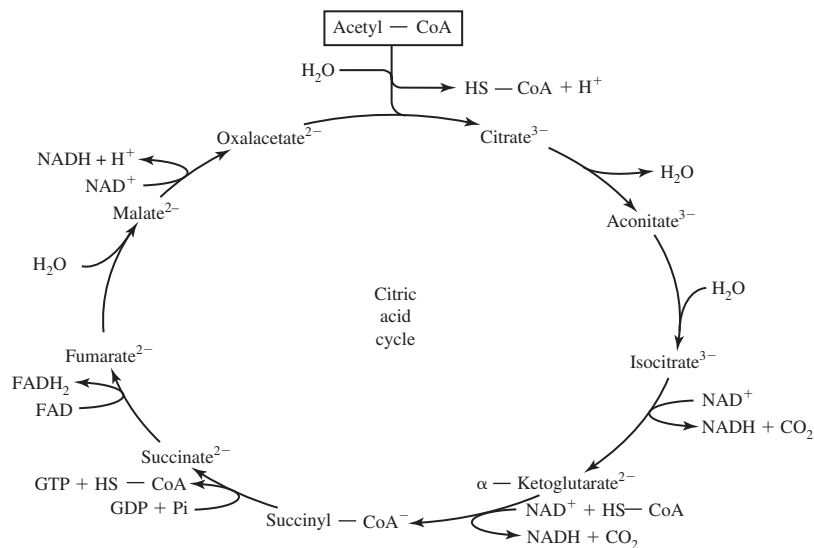 Acetyl — CoA
H₂O
HS — CoA + H⁺
Oxalacetate²⁻
Citrate³⁻
NADH + H⁺
NAD⁺
H₂O
Malate²⁻
Aconitate³⁻
H₂O
H₂O
Citric
acid
cycle
Fumarate²⁻
Isocitrate³⁻
FADH₂
FAD
NAD⁺
NADH + CO₂
Succinate²⁻
GTP + HS — CoA
GDP + Pi
α — Ketoglutarate²⁻
NAD⁺ + HS— CoA
NADH + CO₂
Succinyl — CoA⁻